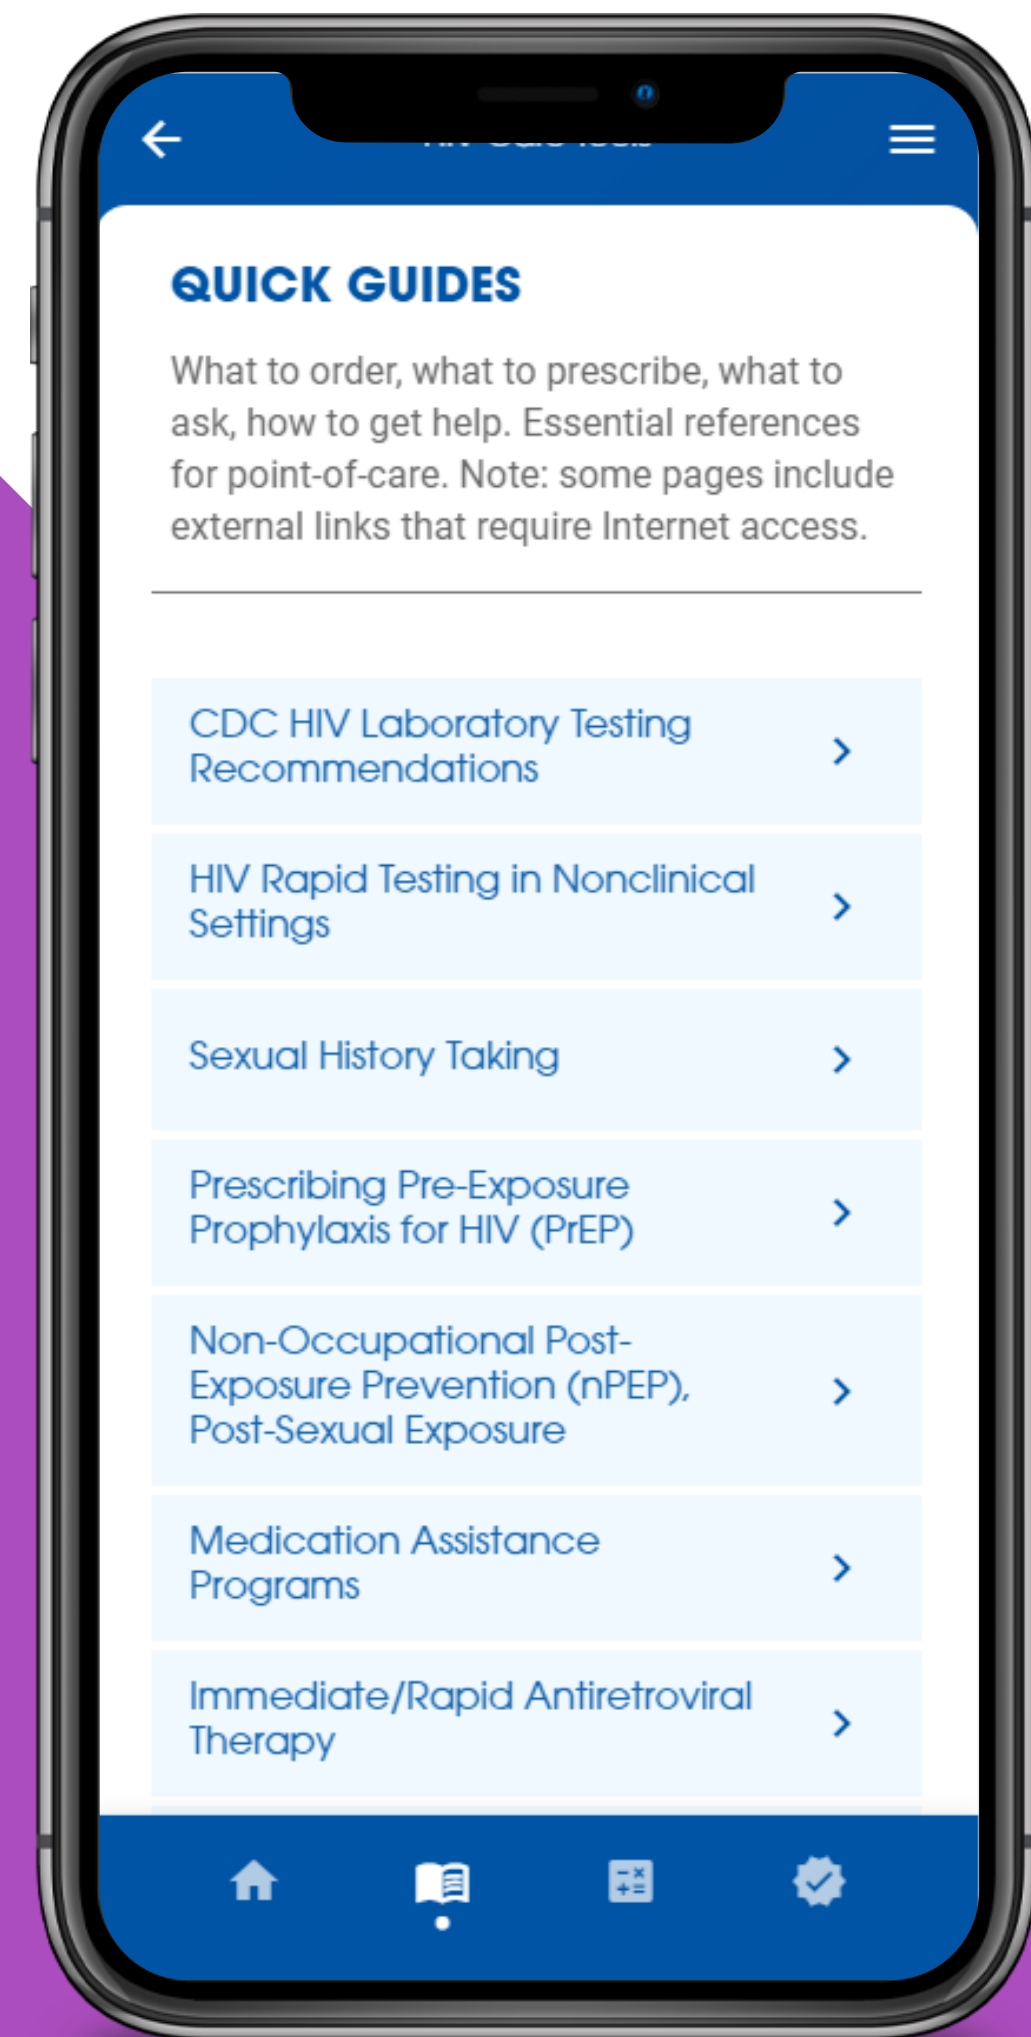 QUICK GUIDES
What to order, what to prescribe, what to
ask, how to get help. Essential references
for point-of-care. Note: some pages include
external links that require Internet access.
CDC HIV Laboratory Testing
Recommendations
HIV Rapid Testing in Nonclinical
Settings
Sexual History Taking
Prescribing Pre-Exposure
Prophylaxis for HIV (PrEP)
Non-Occupational Post-
Exposure Prevention (nPEP),
Post-Sexual Exposure
Medication Assistance
Programs
Immediate/Rapid Antiretroviral
Therapy